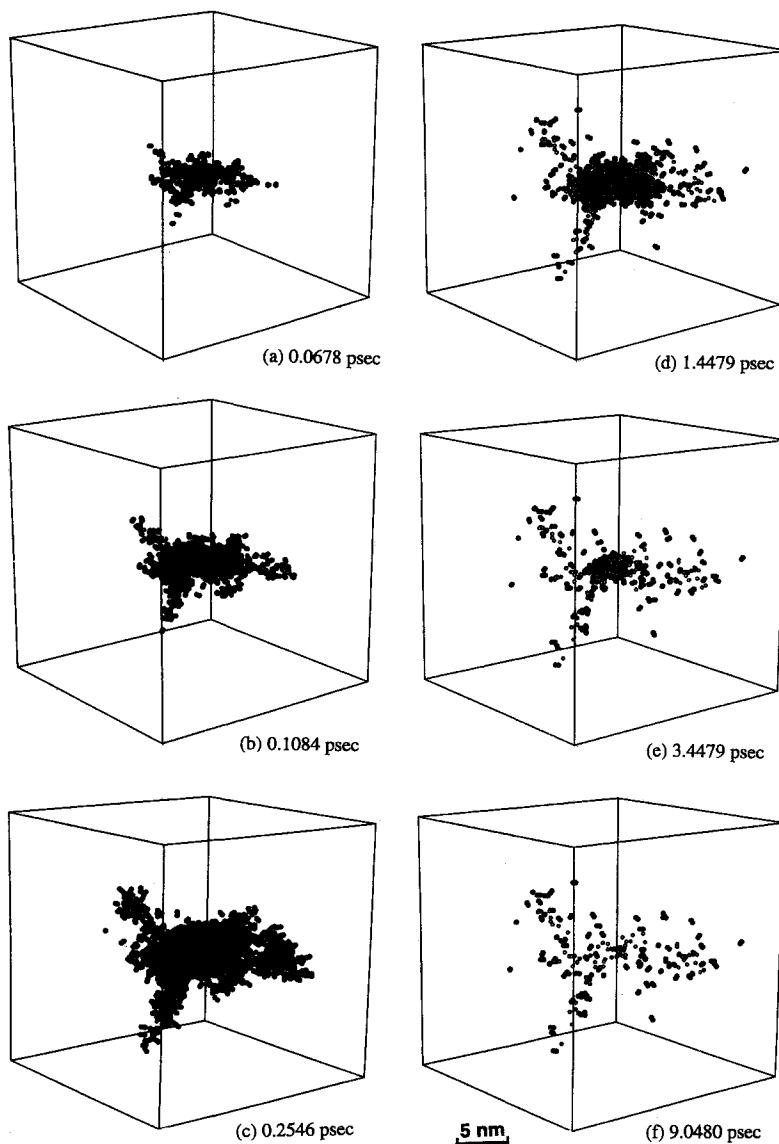 (a) 0.0678 psec
(d) 1.4479 psec
(b) 0.1084 psec
(e) 3.4479 psec
(c) 0.2546 psec
5 nm
(f) 9.0480 psec